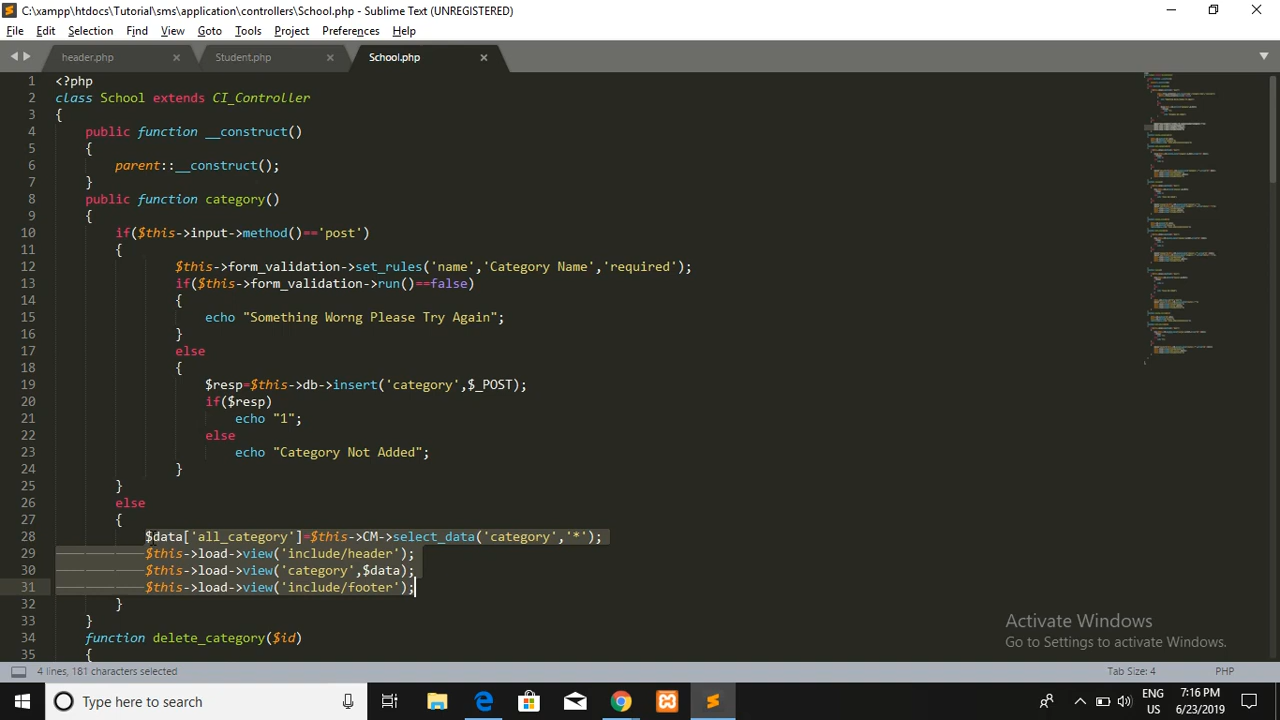 C:\xampp\htdocs\Tutorial\sms\application\controllers\School.php - Sublime Text (UNREGISTERED)
File Edit Selection Find View Goto Tools Project Preferences Help
header.php Student.php School.php
1 <?php
2 class School extends CI_Controller
3 {
4 public function __construct()
5 {
6 parent::__construct();
7 }
8 public function category()
9 {
10 if($this->input->method()=='post')
11 {
12 $this->form_validation->set_rules('name','Category Name','required');
13 if($this->form_validation->run()==false)
14 {
15 echo "Something Worng Please Try Again";
16 }
17 else
18 {
19 $resp=$this->db->insert('category',$_POST);
20 if($resp)
21 echo "1";
22 else
23 echo "Category Not Added";
24 }
25 }
26 else
27 {
28 $data['all_category']=$this->CM->select_data('category','*');
29 $this->load->view('include/header');
30 $this->load->view('category',$data);
31 $this->load->view('include/footer');
32 }
33 }
34 function delete_category($id)
35 {
Activate Windows
Go to Settings to activate Windows.
4 lines, 181 characters selected Tab Size: 4 PHP
Type here to search ENG 7:16 PM
US 6/23/2019